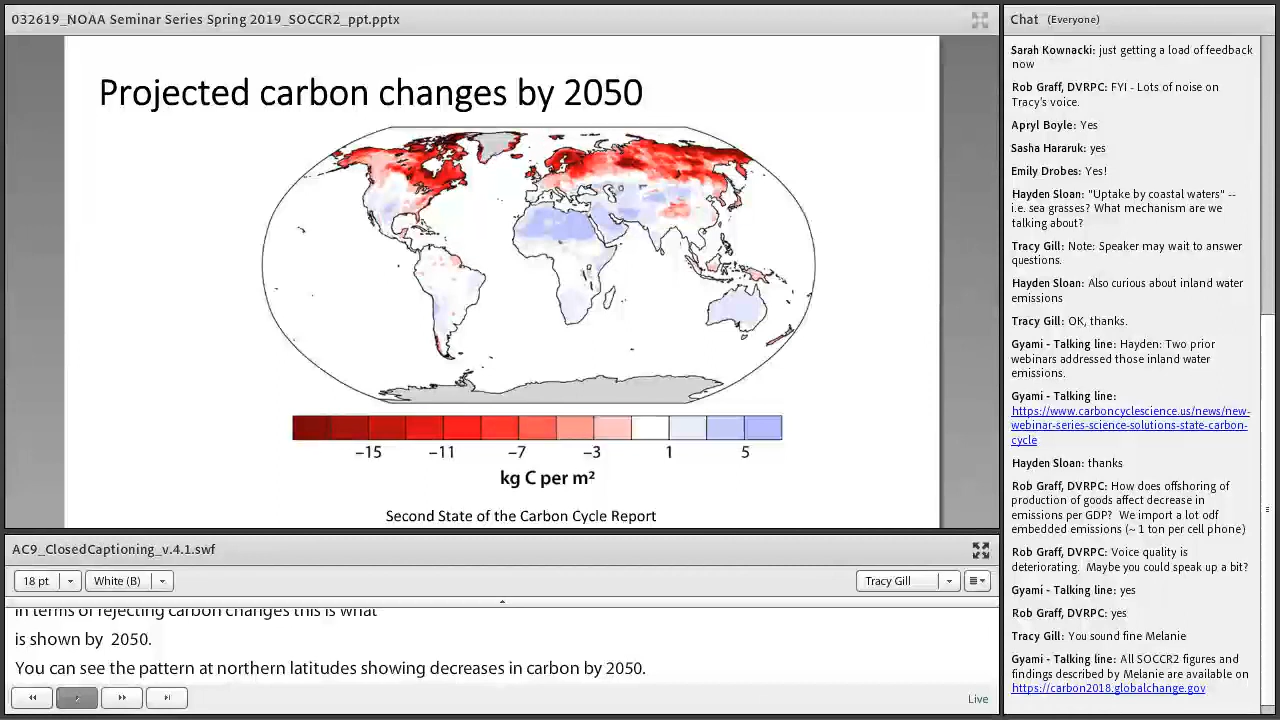 032619_NOAA Seminar Series Spring 2019_SOCCR2_ppt.pptx
Projected carbon changes by 2050
−15
−11
−7
−3
1
5
kg C per m²
Second State of the Carbon Cycle Report
AC9_ClosedCaptioning_v.4.1.swf
18 pt
White (B)
Tracy Gill
in terms of rejecting carbon changes this is what
is shown by  2050.
You can see the pattern at northern latitudes showing decreases in carbon by 2050.
Live
Chat (Everyone)
Sarah Kownacki: just getting a load of feedback
now
Rob Graff, DVRPC: FYI - Lots of noise on
Tracy's voice.
Apryl Boyle: Yes
Sasha Hararuk: yes
Emily Drobes: Yes!
Hayden Sloan: "Uptake by coastal waters" --
i.e. sea grasses? What mechanism are we
talking about?
Tracy Gill: Note: Speaker may wait to answer
questions.
Hayden Sloan: Also curious about inland water
emissions
Tracy Gill: OK, thanks.
Gyami - Talking line: Hayden: Two prior
webinars addressed those inland water
emissions.
Gyami - Talking line:
https://www.carboncyclescience.us/news/new-
webinar-series-science-solutions-state-carbon-
cycle
Hayden Sloan: thanks
Rob Graff, DVRPC: How does offshoring of
production of goods affect decrease in
emissions per GDP?  We import a lot odf
embedded emissions (~ 1 ton per cell phone)
Rob Graff, DVRPC: Voice quality is
deteriorating.  Maybe you could speak up a bit?
Gyami - Talking line: yes
Rob Graff, DVRPC: yes
Tracy Gill: You sound fine Melanie
Gyami - Talking line: All SOCCR2 figures and
findings described by Melanie are available on
https://carbon2018.globalchange.gov